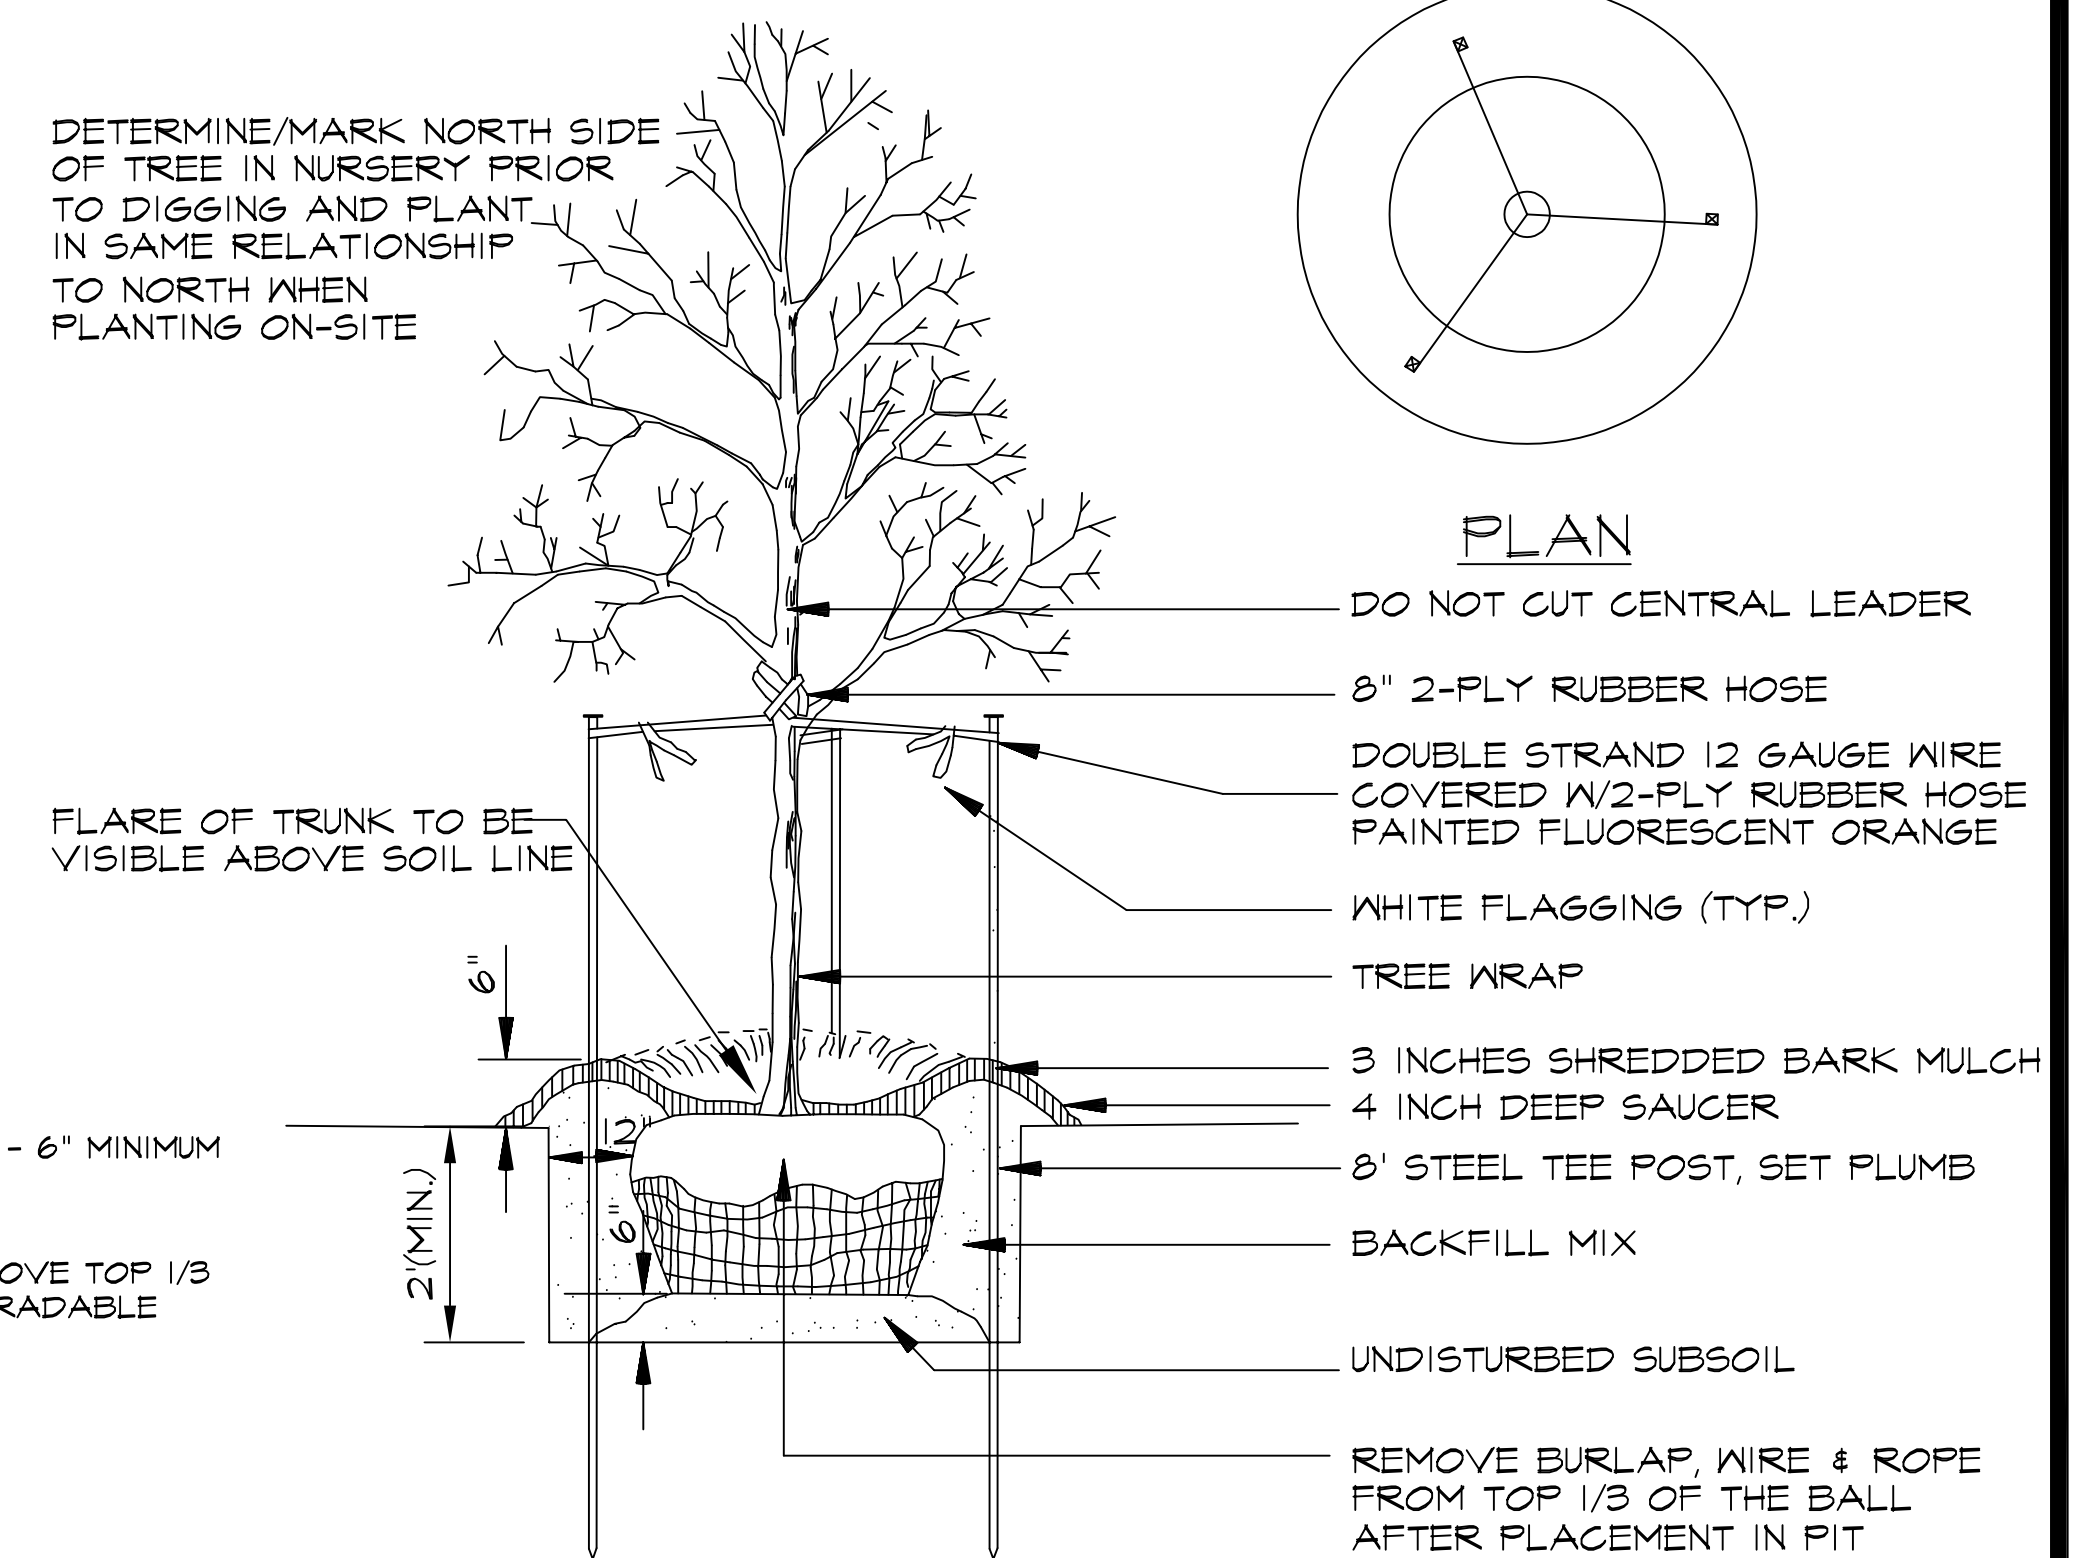 DETERMINE/MARK NORTH SIDE
OF TREE IN NURSERY PRIOR
TO DIGGING AND PLANT
IN SAME RELATIONSHIP
TO NORTH WHEN
PLANTING ON-SITE
PLAN
DO NOT CUT CENTRAL LEADER
8" 2-PLY RUBBER HOSE
DOUBLE STRAND 12 GAUGE WIRE
COVERED W/2-PLY RUBBER HOSE
PAINTED FLUORESCENT ORANGE
FLARE OF TRUNK TO BE
VISIBLE ABOVE SOIL LINE
WHITE FLAGGING (TYP.)
TREE WRAP
6"
3 INCHES SHREDDED BARK MULCH
4 INCH DEEP SAUCER
12"
- 6" MINIMUM
8' STEEL TEE POST, SET PLUMB
2'(MIN.)
6"
BACKFILL MIX
OVE TOP 1/3
RADABLE
UNDISTURBED SUBSOIL
REMOVE BURLAP, WIRE & ROPE
FROM TOP 1/3 OF THE BALL
AFTER PLACEMENT IN PIT